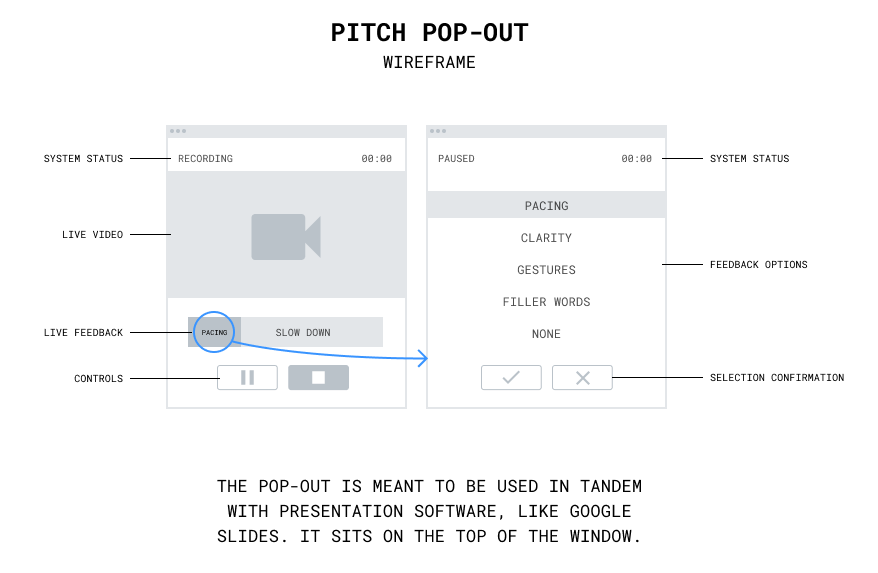 PITCH POP-OUT
WIREFRAME
SYSTEM STATUS
RECORDING 00:00
LIVE VIDEO
LIVE FEEDBACK
PACING
SLOW DOWN
CONTROLS
PAUSED 00:00
SYSTEM STATUS
PACING
CLARITY
GESTURES
FILLER WORDS
NONE
FEEDBACK OPTIONS
SELECTION CONFIRMATION
THE POP-OUT IS MEANT TO BE USED IN TANDEM
WITH PRESENTATION SOFTWARE, LIKE GOOGLE
SLIDES. IT SITS ON THE TOP OF THE WINDOW.